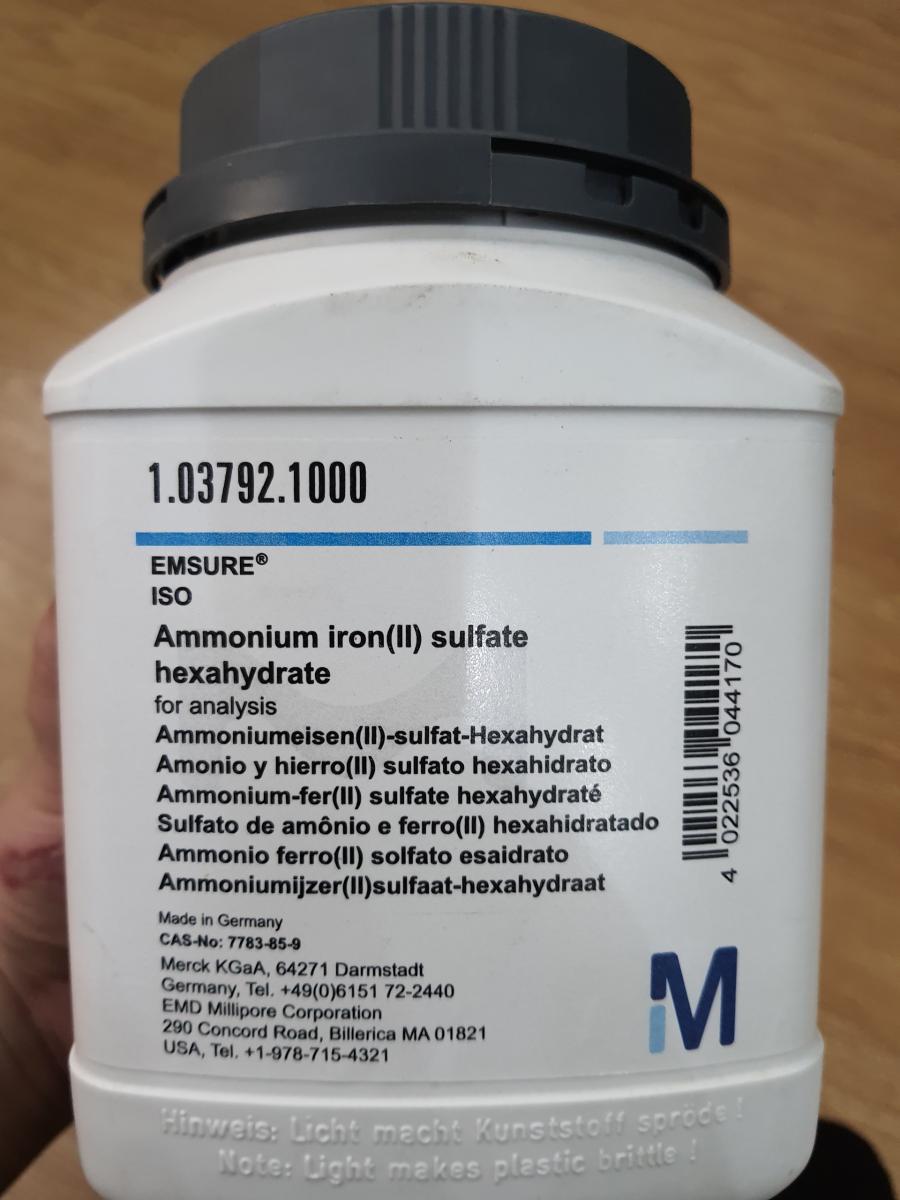 1.03792.1000
EMSURE®
ISO
Ammonium iron(II) sulfate
hexahydrate
for analysis
Ammoniumeisen(II)-sulfat-Hexahydrat
Amonio y hierro(II) sulfato hexahidrato
Ammonium-fer(II) sulfate hexahydraté
Sulfato de amônio e ferro(II) hexahidratado
Ammonio ferro(II) solfato esaidrato
Ammoniumijzer(II)sulfaat-hexahydraat
4 022536 044170
Made in Germany
CAS-No: 7783-85-9
Merck KGaA, 64271 Darmstadt
Germany, Tel. +49(0)6151 72-2440
EMD Millipore Corporation
290 Concord Road, Billerica MA 01821
USA, Tel. +1-978-715-4321
M
Hinweis: Licht macht Kunststoff spröde !
Note: Light makes plastic brittle !